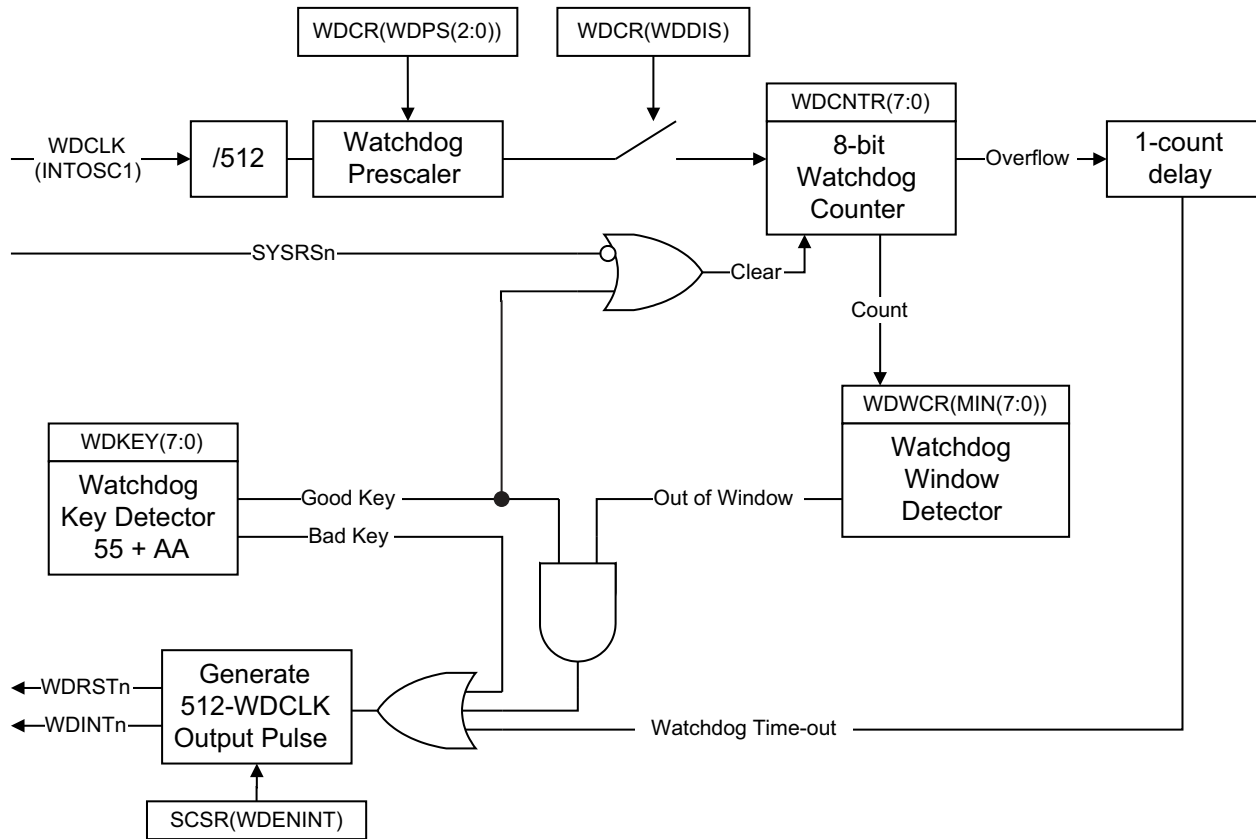 WDCR(WDPS(2:0))
WDCR(WDDIS)
WDCLK
(INTOSC1)
/512
Watchdog
Prescaler
WDCNTR(7:0)
8-bit
Watchdog
Counter
Overflow
1-count
delay
SYSRSn
Clear
Count
WDKEY(7:0)
Watchdog
Key Detector
55 + AA
Good Key
Bad Key
Out of Window
WDWCR(MIN(7:0))
Watchdog
Window
Detector
WDRSTn
WDINTn
Generate
512-WDCLK
Output Pulse
Watchdog Time-out
SCSR(WDENINT)